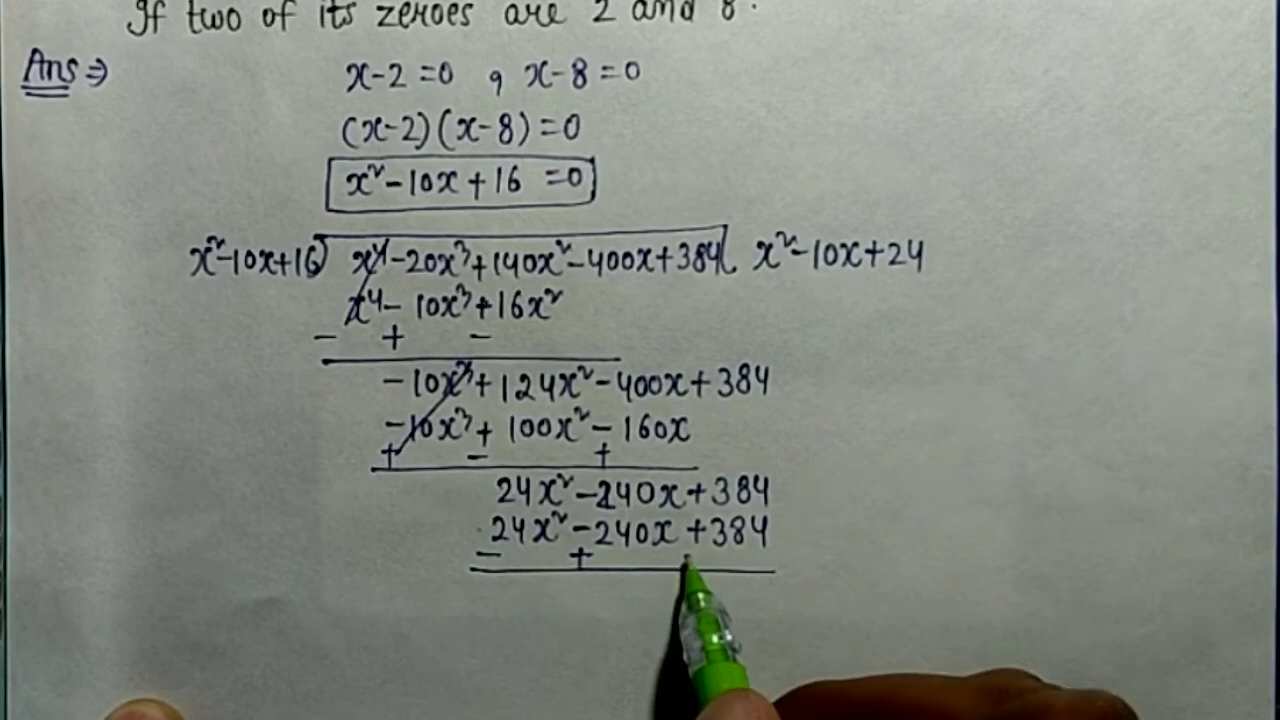 If two of its zeroes are 2 and 8.
Ans ⇒ x-2 =0 , x-8 =0
(x-2)(x-8)=0
x²-10x+16 =0
x²-10x+16) x⁴-20x³+140x²-400x+384( x²-10x+24
x⁴- 10x³+16x²
- + -
-10x³+124x²-400x+384
-10x³+ 100x²-160x
+ - +
24x²-240x+384
24x²-240x+384
- +